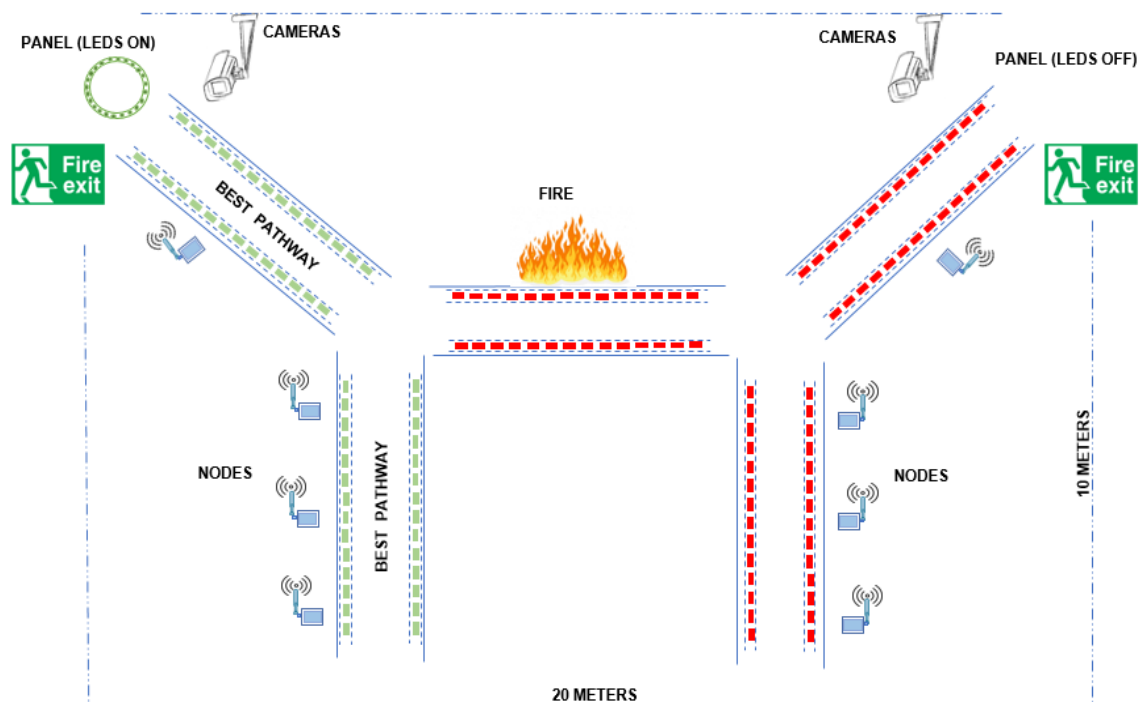 CAMERAS
CAMERAS
PANEL (LEDS ON)
PANEL (LEDS OFF)
Fire
exit
Fire
exit
BEST PATHWAY
FIRE
NODES
NODES
BEST PATHWAY
10 METERS
20 METERS